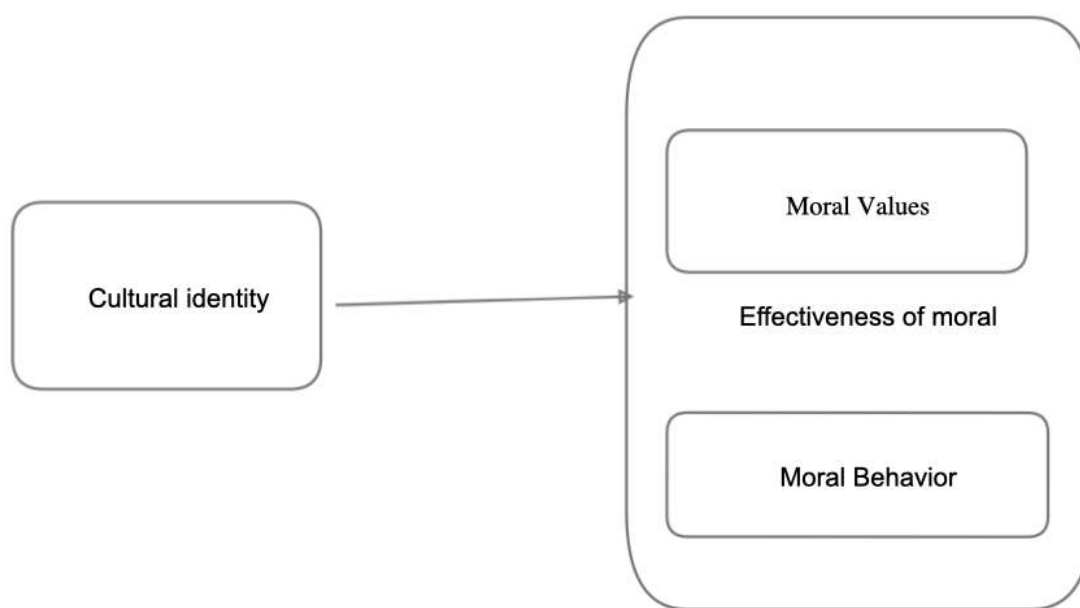 Cultural identity
Moral Values
Effectiveness of moral
Moral Behavior